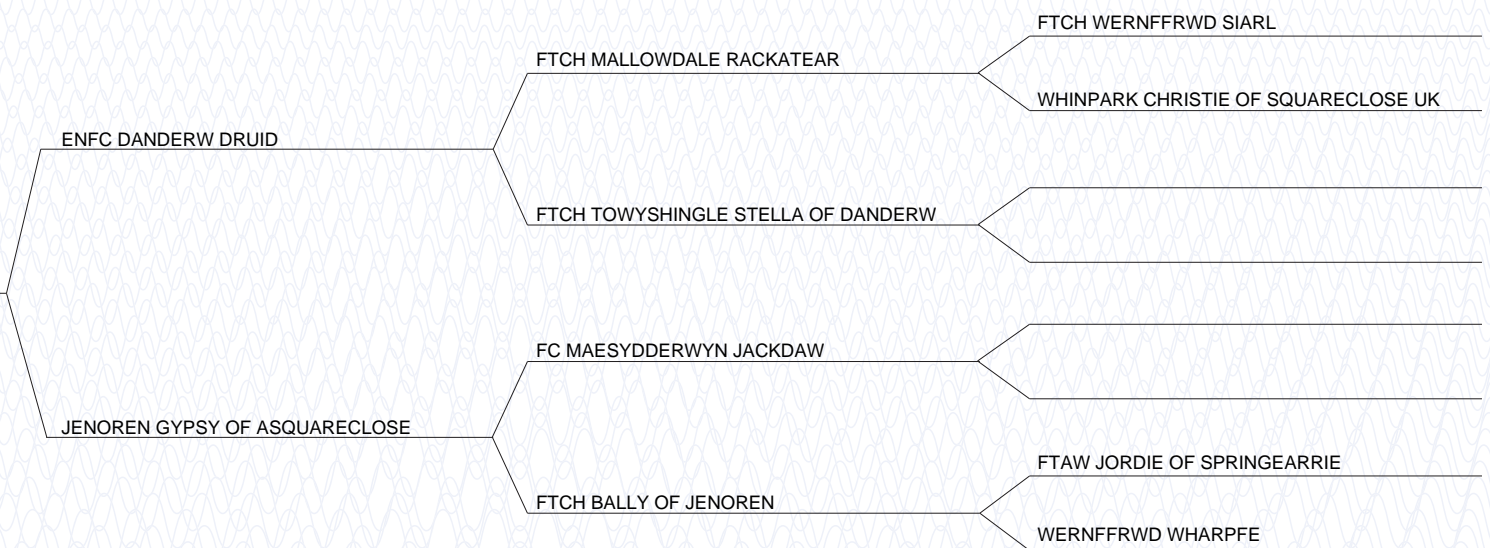 FTCH WERNFFRWD SIARL
FTCH MALLOWDALE RACKATEAR
WHINPARK CHRISTIE OF SQUARECLOSE UK
ENFC DANDERW DRUID
FTCH TOWYSHINGLE STELLA OF DANDERW
FC MAESYDDERWYN JACKDAW
JENOREN GYPSY OF ASQUARECLOSE
FTAW JORDIE OF SPRINGEARRIE
FTCH BALLY OF JENOREN
WERNFFRWD WHARPFE